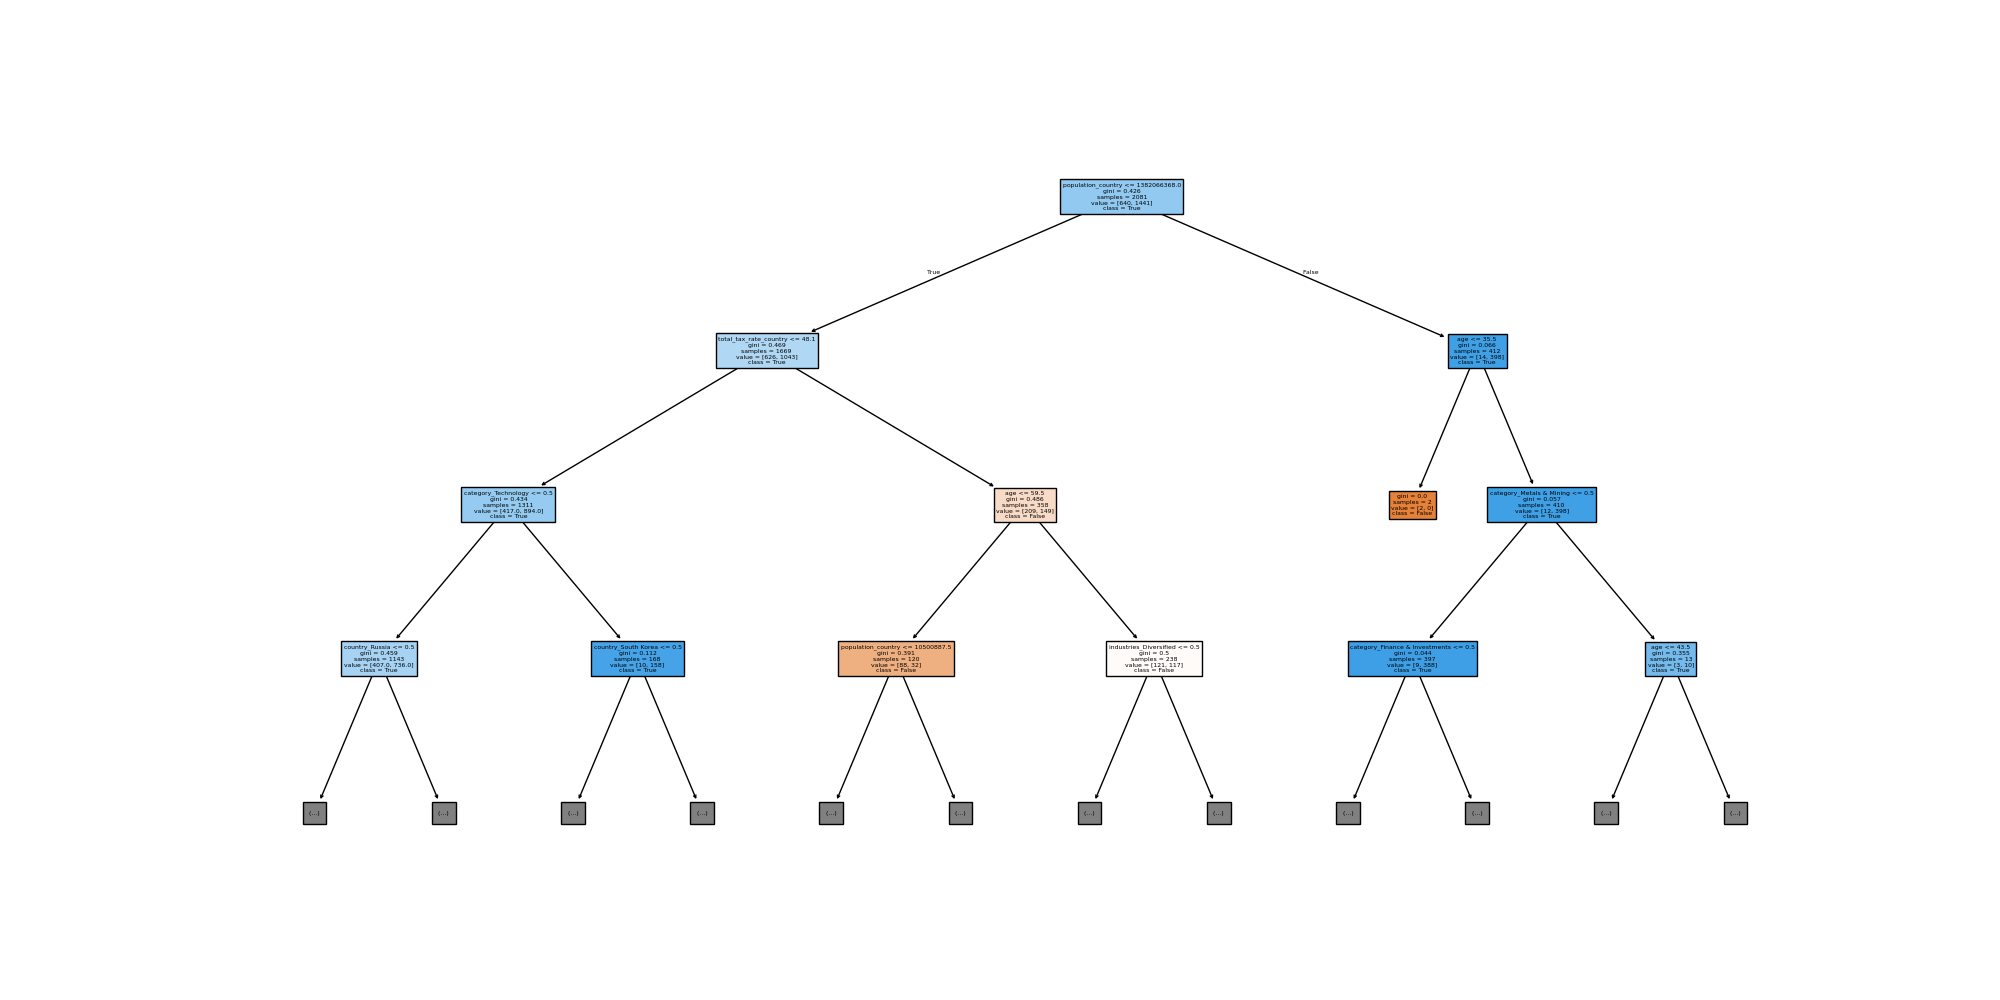 population_country <= 1382066368.0
gini = 0.426
samples = 2081
value = [640, 1441]
class = True
True
False
total_tax_rate_country <= 48.1
gini = 0.469
samples = 1669
value = [626, 1043]
class = True
age <= 35.5
gini = 0.066
samples = 412
value = [14, 398]
class = True
category_Technology <= 0.5
gini = 0.434
samples = 1311
value = [417.0, 894.0]
class = True
age <= 59.5
gini = 0.486
samples = 358
value = [209, 149]
class = False
gini = 0.0
samples = 2
value = [2, 0]
class = False
category_Metals & Mining <= 0.5
gini = 0.057
samples = 410
value = [12, 398]
class = True
country_Russia <= 0.5
gini = 0.459
samples = 1143
value = [407.0, 736.0]
class = True
country_South Korea <= 0.5
gini = 0.112
samples = 168
value = [10, 158]
class = True
population_country <= 10500887.5
gini = 0.391
samples = 120
value = [88, 32]
class = False
industries_Diversified <= 0.5
gini = 0.5
samples = 238
value = [121, 117]
class = False
category_Finance & Investments <= 0.5
gini = 0.044
samples = 397
value = [9, 388]
class = True
age <= 43.5
gini = 0.355
samples = 13
value = [3, 10]
class = True
(...)
(...)
(...)
(...)
(...)
(...)
(...)
(...)
(...)
(...)
(...)
(...)